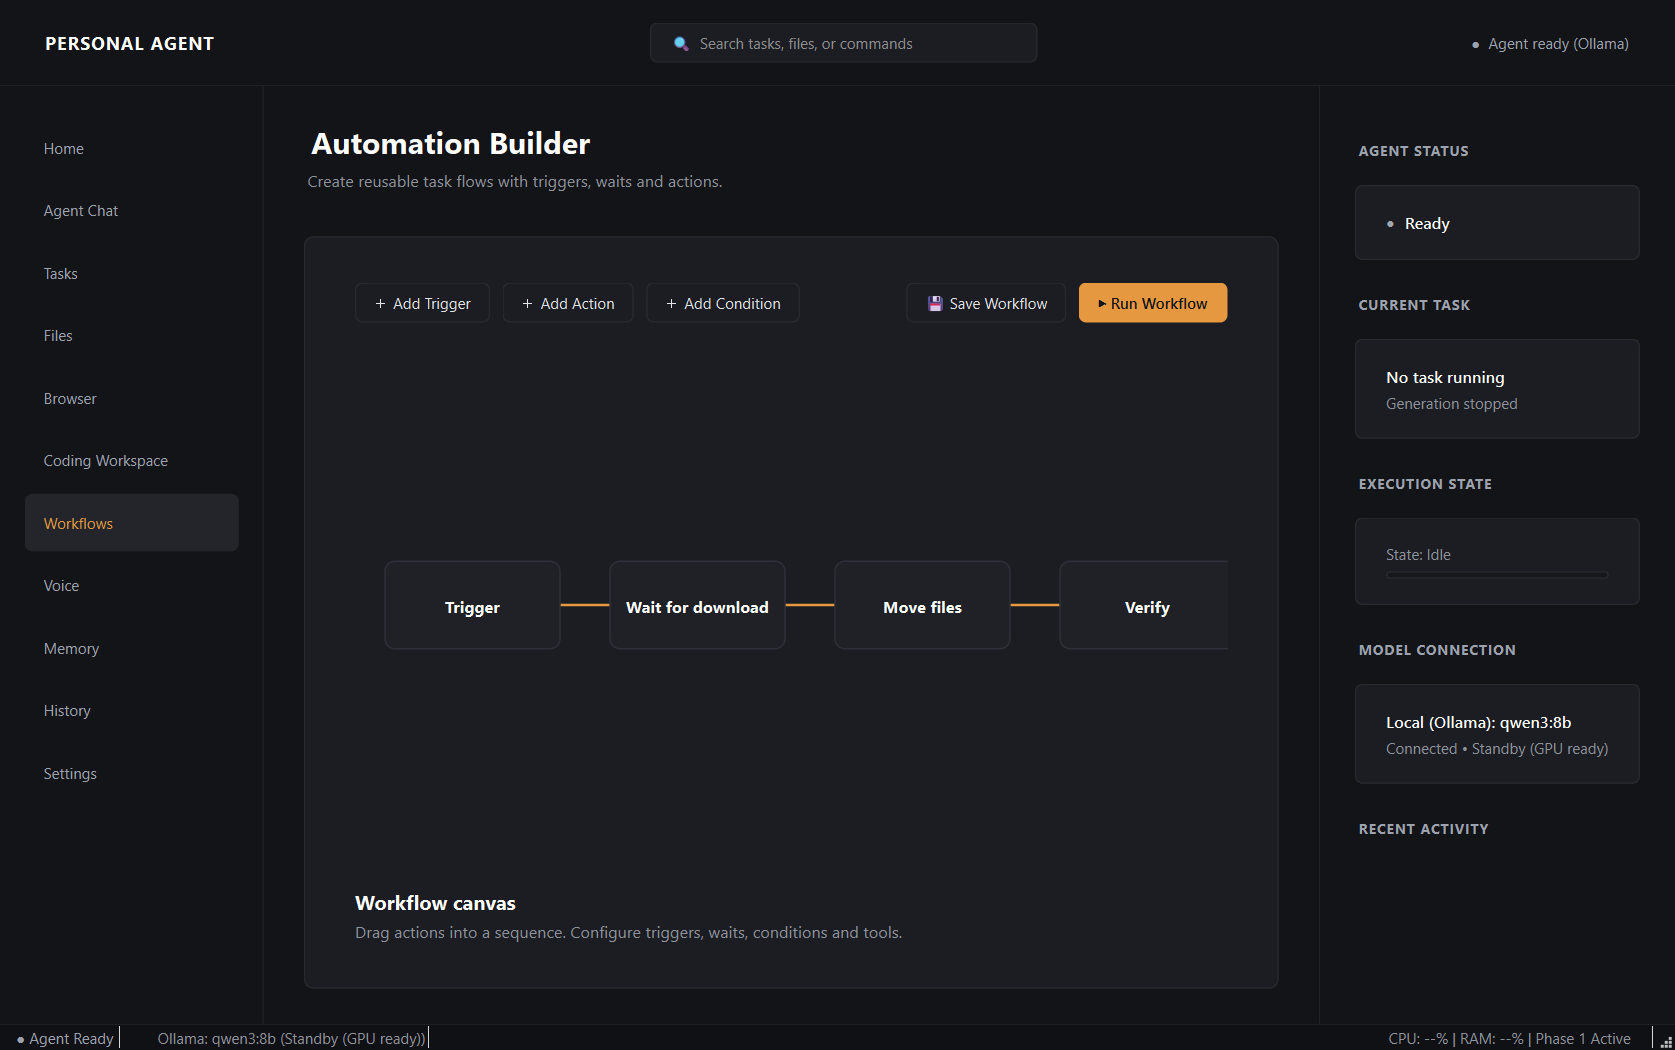 PERSONAL AGENT
Search tasks, files, or commands
● Agent ready (Ollama)
Home
Agent Chat
Tasks
Files
Browser
Coding Workspace
Workflows
Voice
Memory
History
Settings
Automation Builder
Create reusable task flows with triggers, waits and actions.
+ Add Trigger
+ Add Action
+ Add Condition
Save Workflow
Run Workflow
Trigger
Wait for download
Move files
Verify
Workflow canvas
Drag actions into a sequence. Configure triggers, waits, conditions and tools.
AGENT STATUS
● Ready
CURRENT TASK
No task running
Generation stopped
EXECUTION STATE
State: Idle
MODEL CONNECTION
Local (Ollama): qwen3:8b
Connected • Standby (GPU ready)
RECENT ACTIVITY
● Agent Ready
Ollama: qwen3:8b (Standby (GPU ready))
CPU: --% | RAM: --% | Phase 1 Active